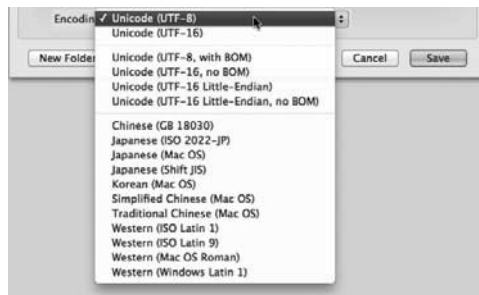 Encodin ✓ Unicode (UTF-8)
Unicode (UTF-16)
New Folde Unicode (UTF-8, with BOM) Cancel Save
Unicode (UTF-16, no BOM)
Unicode (UTF-16 Little-Endian)
Unicode (UTF-16 Little-Endian, no BOM)
Chinese (GB 18030)
Japanese (ISO 2022-JP)
Japanese (Mac OS)
Japanese (Shift JIS)
Korean (Mac OS)
Simplified Chinese (Mac OS)
Traditional Chinese (Mac OS)
Western (ISO Latin 1)
Western (ISO Latin 9)
Western (Mac OS Roman)
Western (Windows Latin 1)